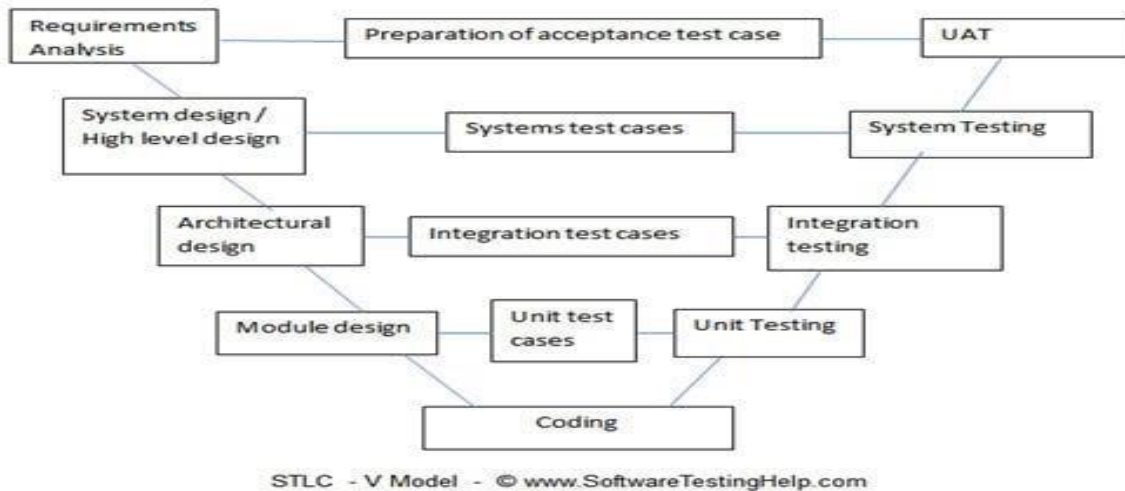 Requirements
Analysis
Preparation of acceptance test case
UAT
System design /
High level design
Systems test cases
System Testing
Architectural
design
Integration test cases
Integration
testing
Module design
Unit test
cases
Unit Testing
Coding
STLC - V Model - © www.SoftwareTestingHelp.com